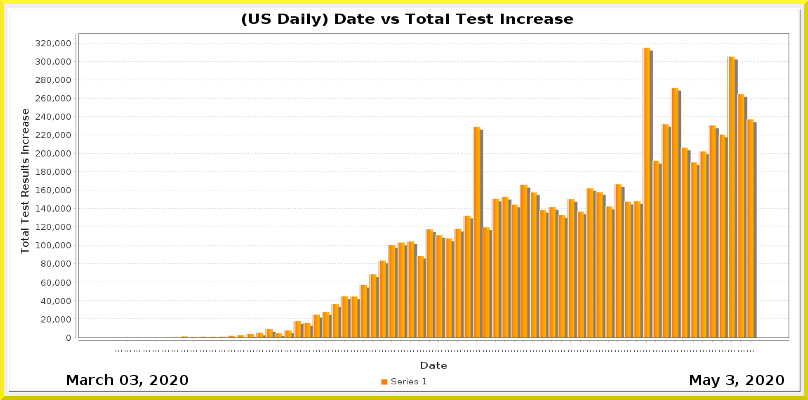 (US Daily) Date vs Total Test Increase
320,000
300,000
280,000
260,000
240,000
220,000
200,000
180,000
160,000
140,000
120,000
100,000
80,000
60,000
40,000
20,000
0
Total Test Results Increase
Date
March 03, 2020
Series 1
May 3, 2020